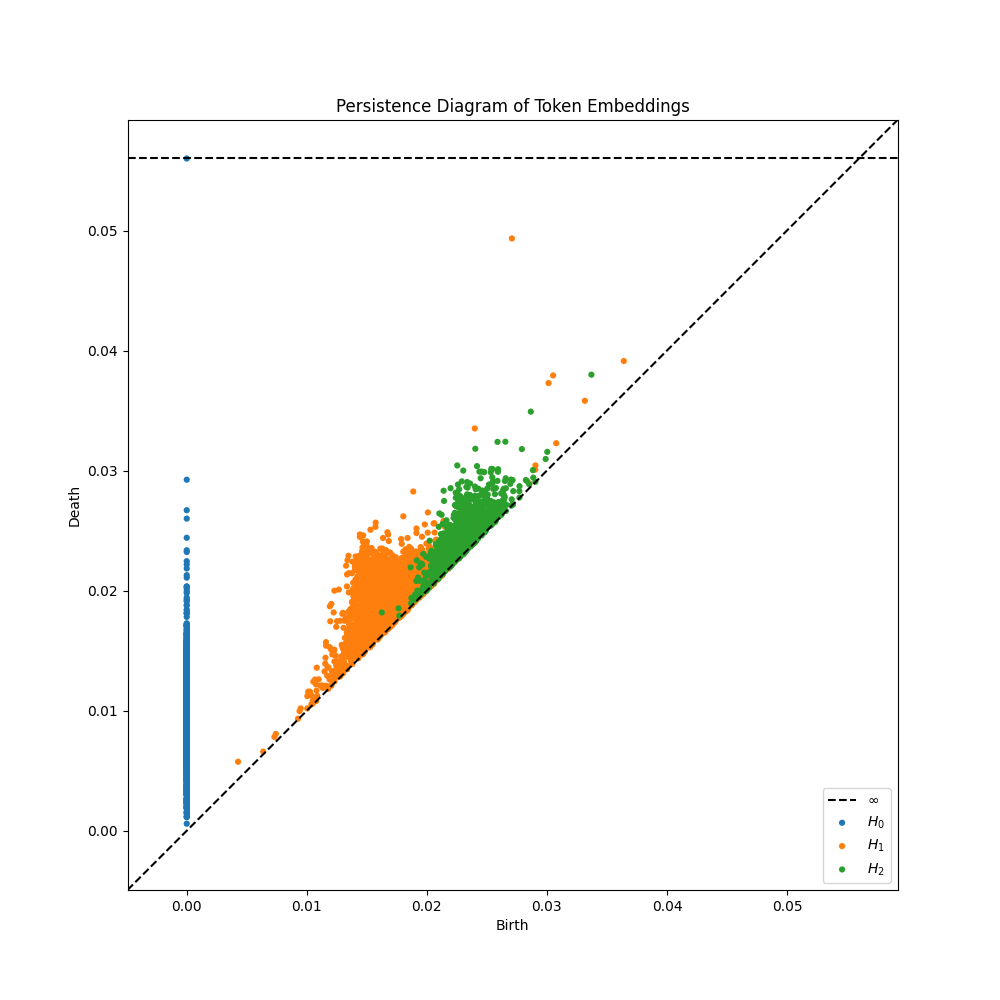 Persistence Diagram of Token Embeddings
Death
0.05
0.04
0.03
0.02
0.01
0.00
∞
H₀
H₁
H₂
0.00 0.01 0.02 0.03 0.04 0.05
Birth